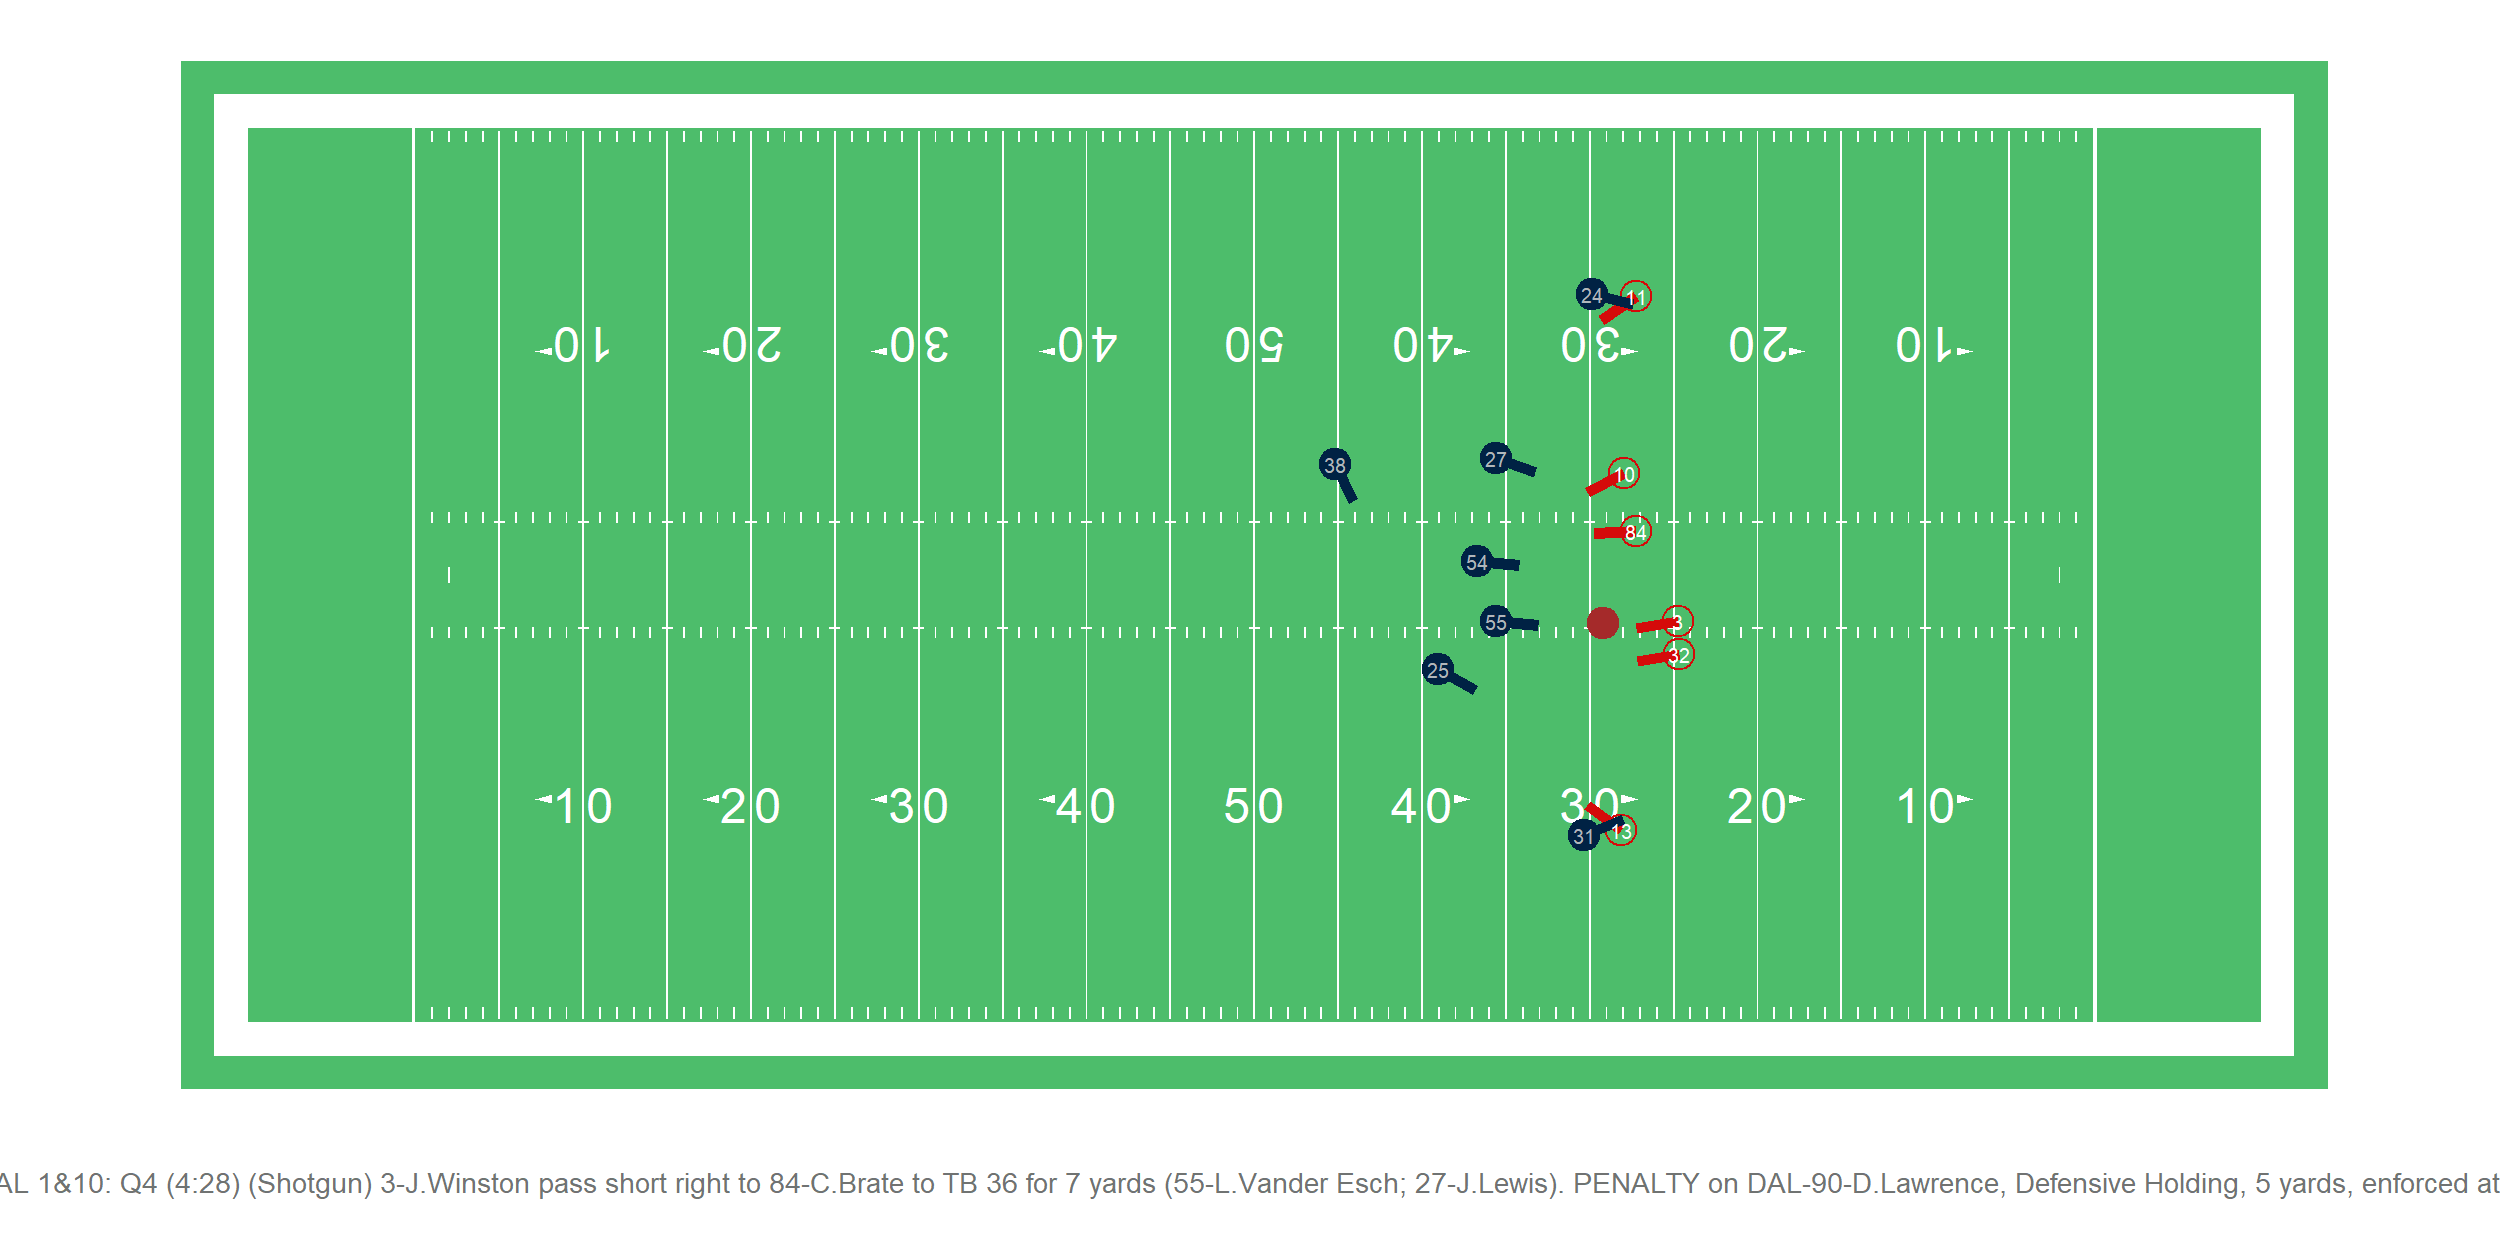 24 11
10 20 30 40 50 40 30 20 10
38 27 10
84
54
55 3
32
25
10 20 30 40 50 40 30 20 10
31 13
AL 1&10: Q4 (4:28) (Shotgun) 3-J.Winston pass short right to 84-C.Brate to TB 36 for 7 yards (55-L.Vander Esch; 27-J.Lewis). PENALTY on DAL-90-D.Lawrence, Defensive Holding, 5 yards, enforced at